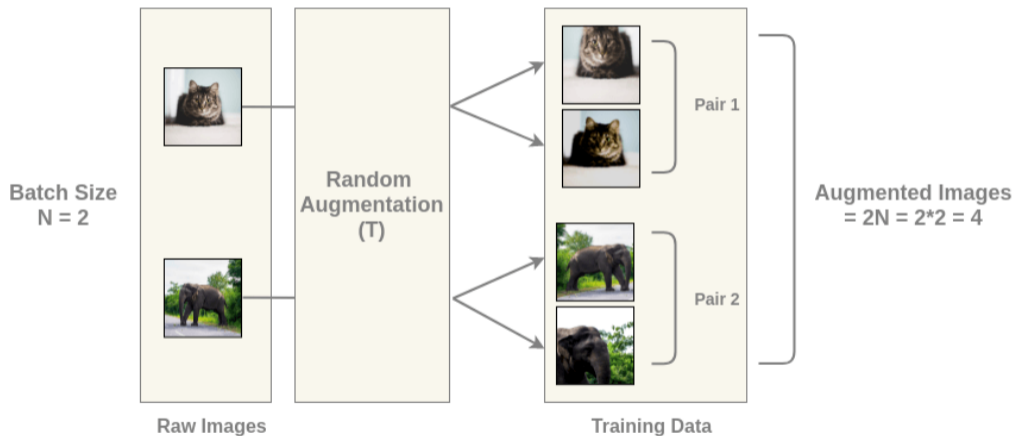 Batch Size
N = 2
Random
Augmentation
(T)
Pair 1
Pair 2
Augmented Images
= 2N = 2*2 = 4
Raw Images
Training Data